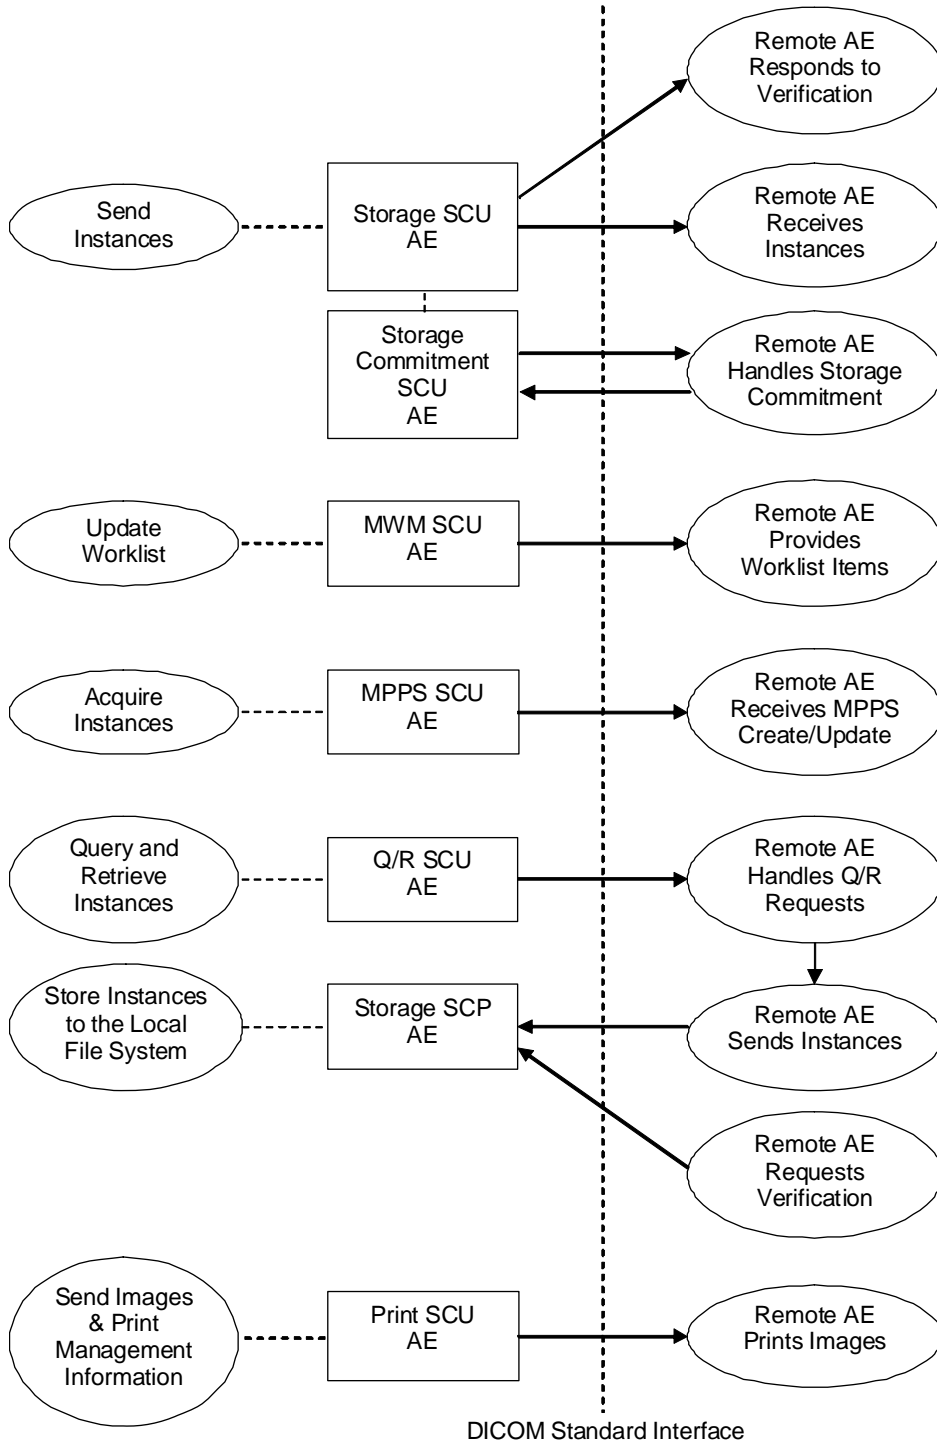 Remote AE
Responds to
Verification
Send
Instances
Storage SCU
AE
Remote AE
Receives
Instances
Storage
Commitment
SCU
AE
Remote AE
Handles Storage
Commitment
Update
Worklist
MWM SCU
AE
Remote AE
Provides
Worklist Items
Acquire
Instances
MPPS SCU
AE
Remote AE
Receives MPPS
Create/Update
Query and
Retrieve
Instances
Q/R SCU
AE
Remote AE
Handles Q/R
Requests
Store Instances
to the Local
File System
Storage SCP
AE
Remote AE
Sends Instances
Remote AE
Requests
Verification
Send Images
& Print
Management
Information
Print SCU
AE
Remote AE
Prints Images
DICOM Standard Interface